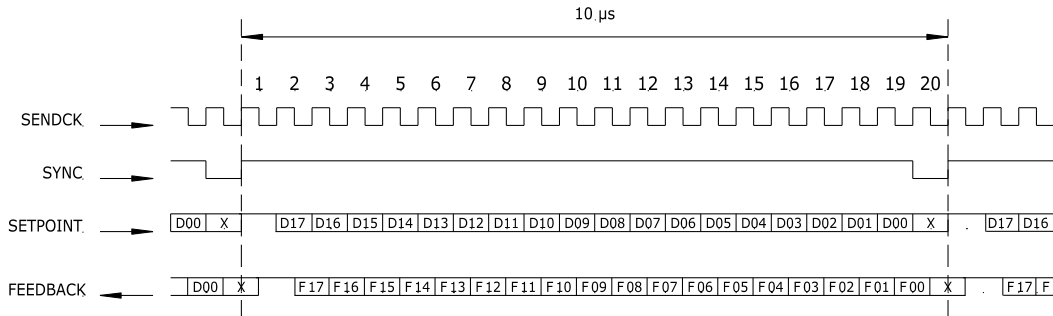 10 µs
1 2 3 4 5 6 7 8 9 10 11 12 13 14 15 16 17 18 19 20
SENDCK
SYNC
SETPOINT D00 X D17 D16 D15 D14 D13 D12 D11 D10 D09 D08 D07 D06 D05 D04 D03 D02 D01 D00 X D17 D16
FEEDBACK D00 X F17 F16 F15 F14 F13 F12 F11 F10 F09 F08 F07 F06 F05 F04 F03 F02 F01 F00 X F17 F